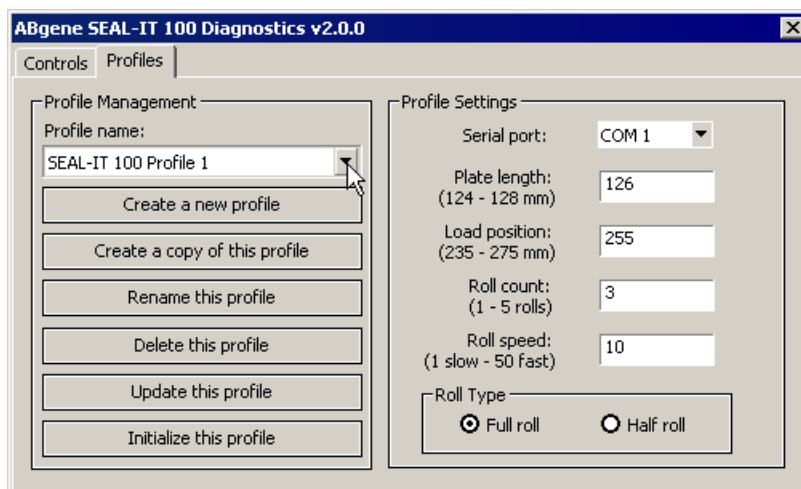 ABgene SEAL-IT 100 Diagnostics v2.0.0
Controls
Profiles
Profile Management
Profile name:
SEAL-IT 100 Profile 1
Create a new profile
Create a copy of this profile
Rename this profile
Delete this profile
Update this profile
Initialize this profile
Profile Settings
Serial port:
COM 1
Plate length:
(124 - 128 mm)
126
Load position:
(235 - 275 mm)
255
Roll count:
(1 - 5 rolls)
3
Roll speed:
(1 slow - 50 fast)
10
Roll Type
Full roll
Half roll